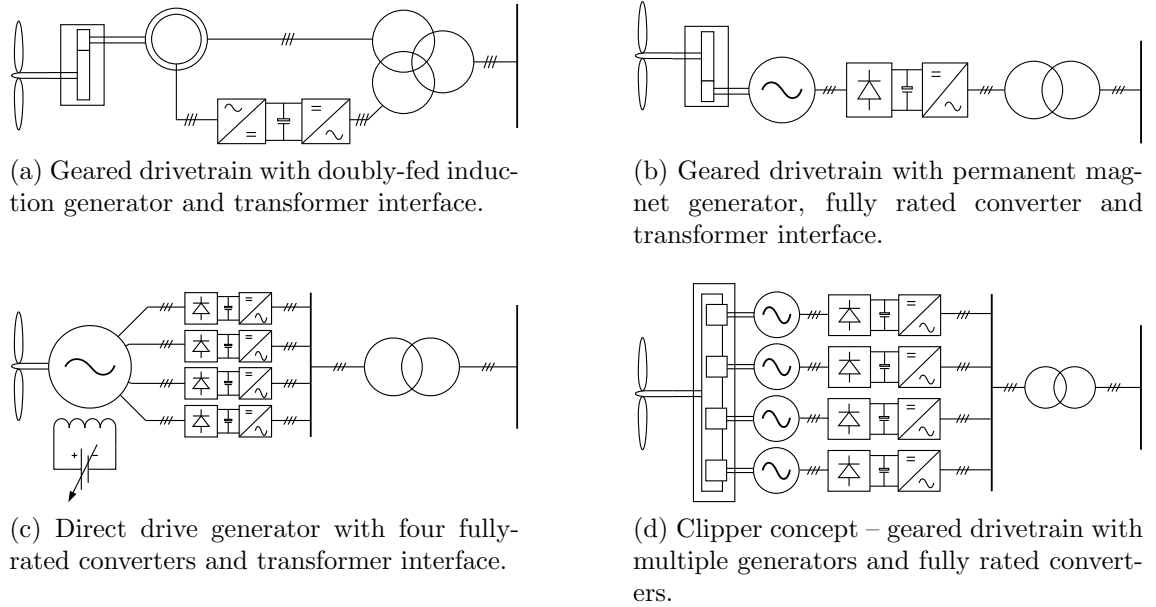 (a) Geared drivetrain with doubly-fed induc-
tion generator and transformer interface.
(b) Geared drivetrain with permanent mag-
net generator, fully rated converter and
transformer interface.
(c) Direct drive generator with four fully-
rated converters and transformer interface.
(d) Clipper concept – geared drivetrain with
multiple generators and fully rated convert-
ers.